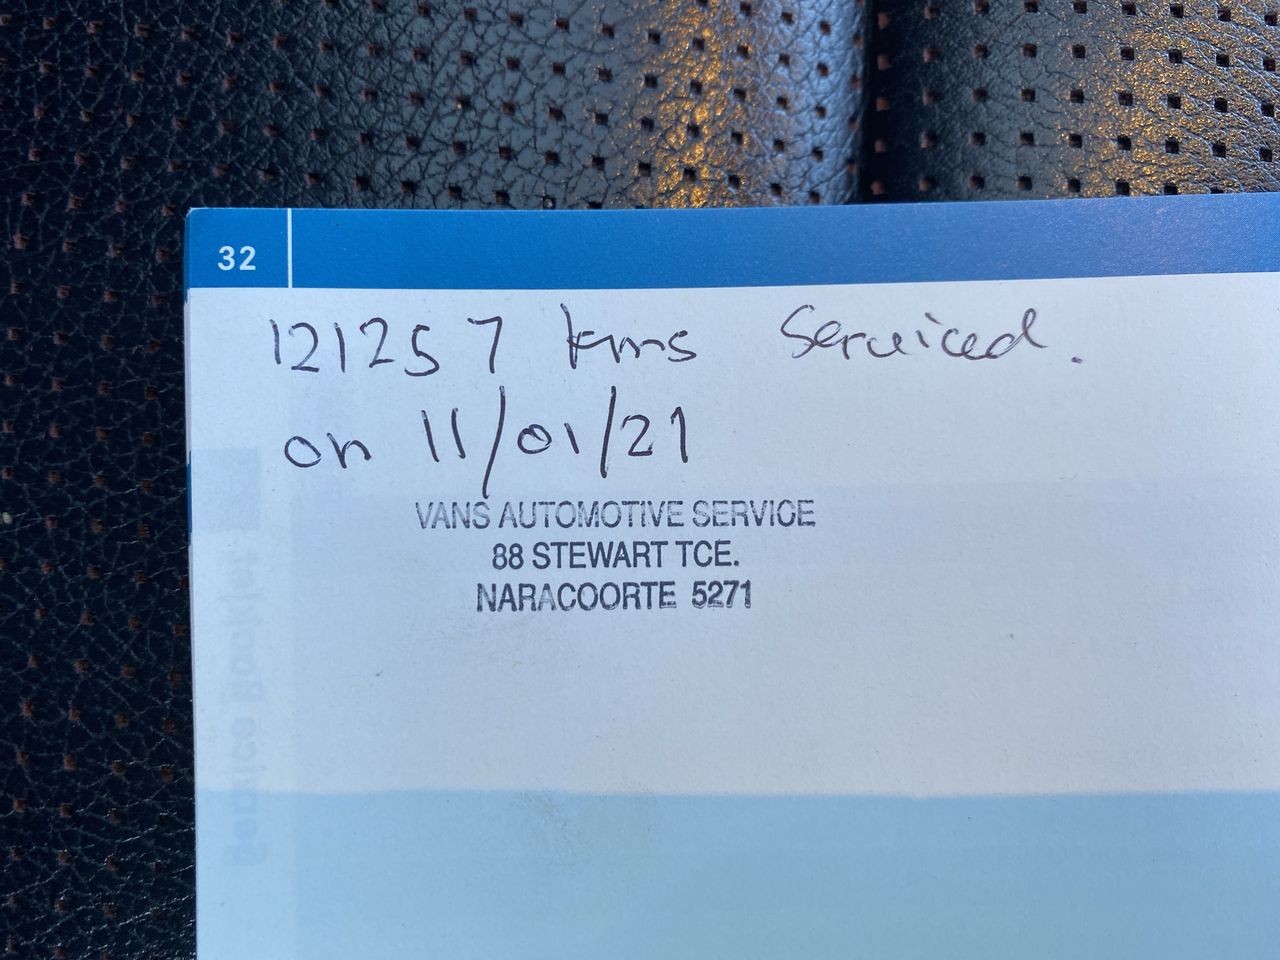 32
121257 kms Serviced.
on 11/01/21
VANS AUTOMOTIVE SERVICE
88 STEWART TCE.
NARACOORTE 5271